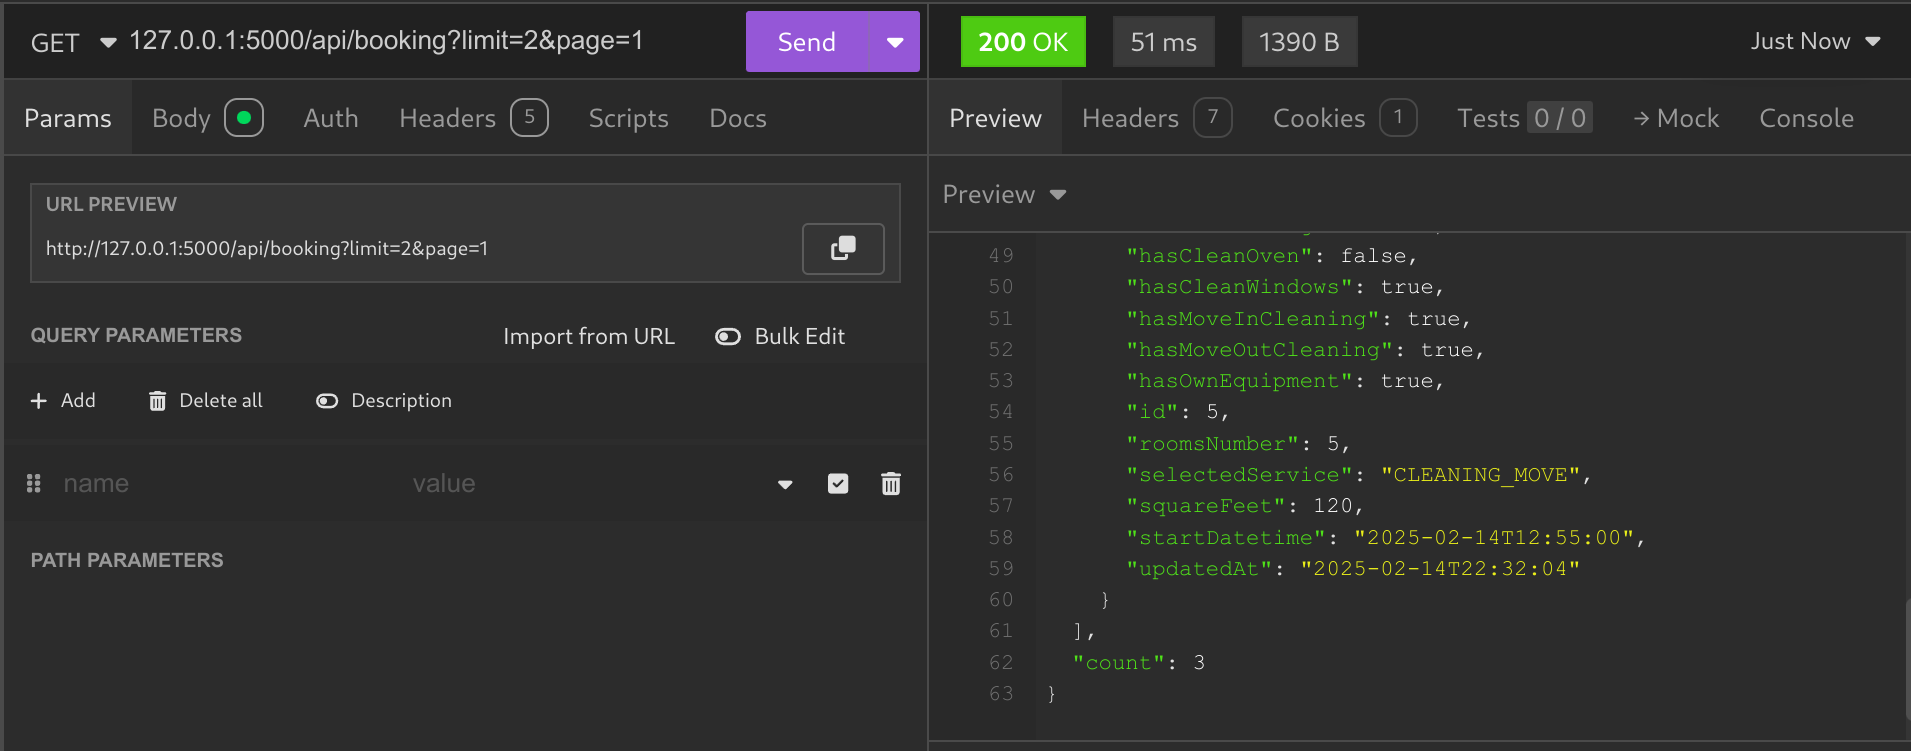 GET 127.0.0.1:5000/api/booking?limit=2&page=1 Send
Params Body Auth Headers 5 Scripts Docs
URL PREVIEW
http://127.0.0.1:5000/api/booking?limit=2&page=1
QUERY PARAMETERS Import from URL Bulk Edit
+ Add Delete all Description
name value
PATH PARAMETERS
200 OK 51 ms 1390 B Just Now
Preview Headers 7 Cookies 1 Tests 0 / 0 → Mock Console
Preview
49 "hasCleanOven": false,
50 "hasCleanWindows": true,
51 "hasMoveInCleaning": true,
52 "hasMoveOutCleaning": true,
53 "hasOwnEquipment": true,
54 "id": 5,
55 "roomsNumber": 5,
56 "selectedService": "CLEANING_MOVE",
57 "squareFeet": 120,
58 "startDatetime": "2025-02-14T12:55:00",
59 "updatedAt": "2025-02-14T22:32:04"
60 }
61 ],
62 "count": 3
63 }